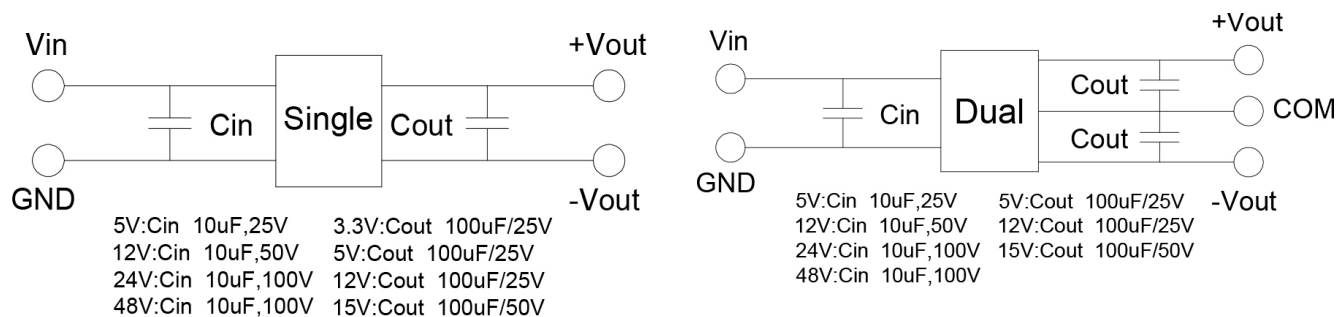 Vin
+Vout
Cin
Single
Cout
GND
-Vout
5V:Cin 10uF,25V
3.3V:Cout 100uF/25V
12V:Cin 10uF,50V
5V:Cout 100uF/25V
24V:Cin 10uF,100V
12V:Cout 100uF/25V
48V:Cin 10uF,100V
15V:Cout 100uF/50V
Vin
+Vout
Cout
Cin
Dual
COM
Cout
GND
-Vout
5V:Cin 10uF,25V
5V:Cout 100uF/25V
12V:Cin 10uF,50V
12V:Cout 100uF/25V
24V:Cin 10uF,100V
15V:Cout 100uF/50V
48V:Cin 10uF,100V